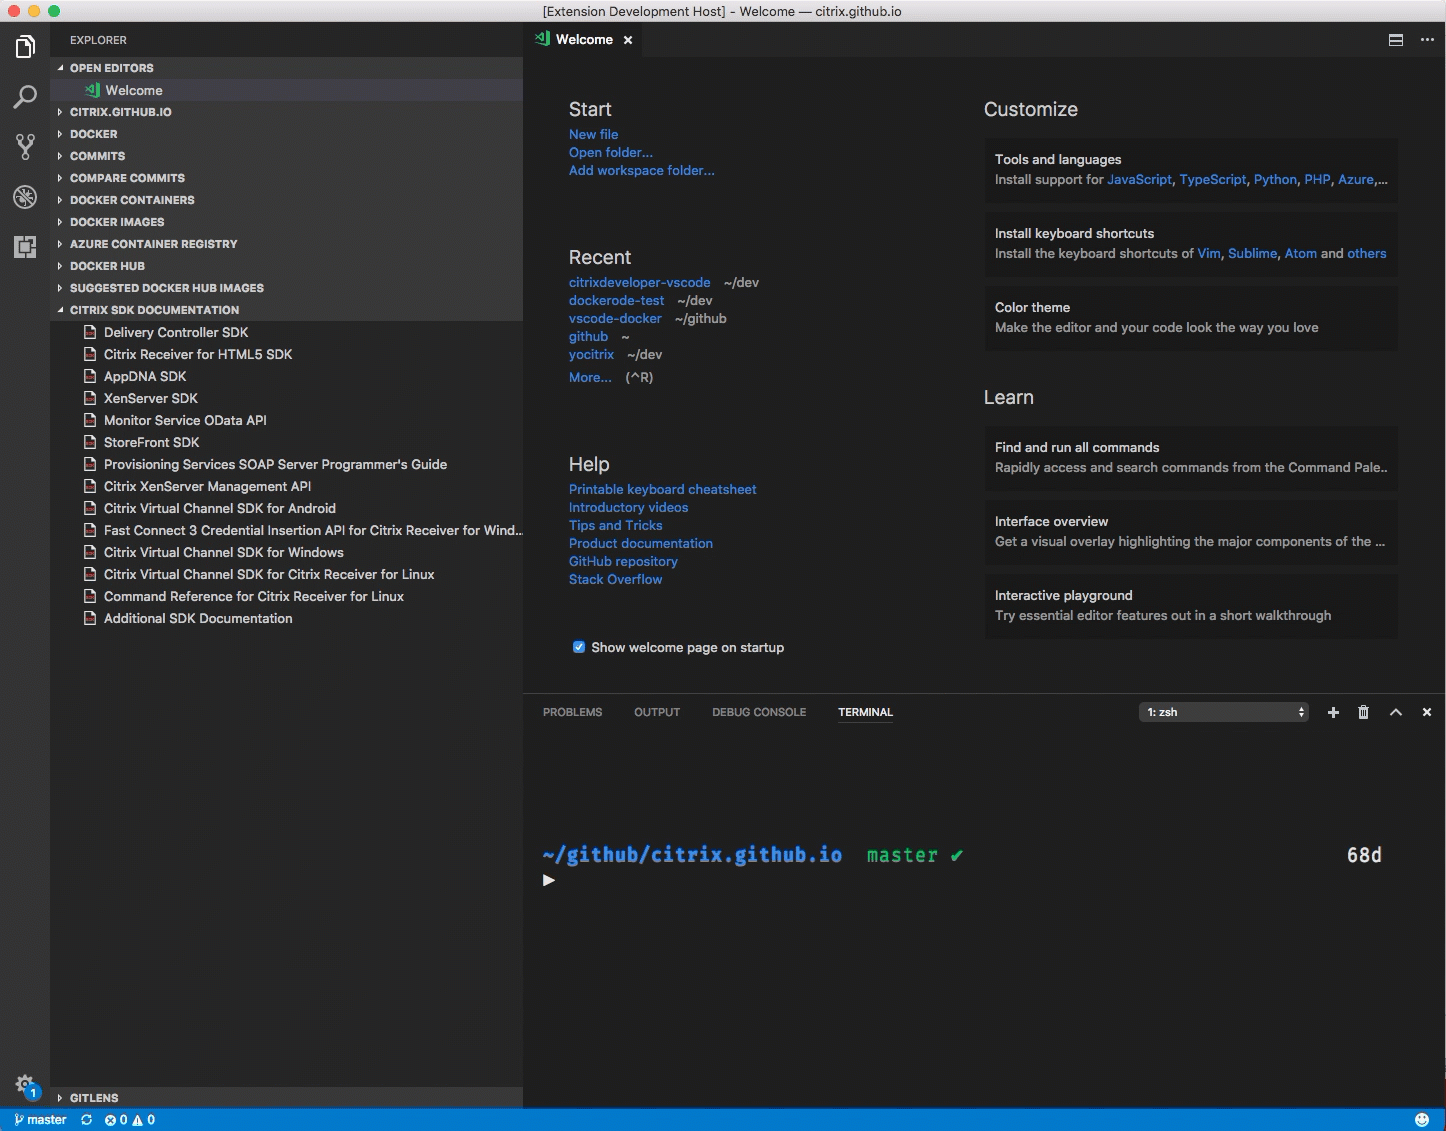 [Extension Development Host] - Welcome — citrix.github.io
EXPLORER
OPEN EDITORS
Welcome
CITRIX.GITHUB.IO
DOCKER
COMMITS
COMPARE COMMITS
DOCKER CONTAINERS
DOCKER IMAGES
AZURE CONTAINER REGISTRY
DOCKER HUB
SUGGESTED DOCKER HUB IMAGES
CITRIX SDK DOCUMENTATION
Delivery Controller SDK
Citrix Receiver for HTML5 SDK
AppDNA SDK
XenServer SDK
Monitor Service OData API
StoreFront SDK
Provisioning Services SOAP Server Programmer's Guide
Citrix XenServer Management API
Citrix Virtual Channel SDK for Android
Fast Connect 3 Credential Insertion API for Citrix Receiver for Wind...
Citrix Virtual Channel SDK for Windows
Citrix Virtual Channel SDK for Citrix Receiver for Linux
Command Reference for Citrix Receiver for Linux
Additional SDK Documentation
GITLENS
Welcome
Start
New file
Open folder...
Add workspace folder...
Recent
citrixdeveloper-vscode ~/dev
dockerode-test ~/dev
vscode-docker ~/github
github ~
yocitrix ~/dev
More... (^R)
Help
Printable keyboard cheatsheet
Introductory videos
Tips and Tricks
Product documentation
GitHub repository
Stack Overflow
Show welcome page on startup
Customize
Tools and languages
Install support for JavaScript, TypeScript, Python, PHP, Azure,...
Install keyboard shortcuts
Install the keyboard shortcuts of Vim, Sublime, Atom and others
Color theme
Make the editor and your code look the way you love
Learn
Find and run all commands
Rapidly access and search commands from the Command Pale..
Interface overview
Get a visual overlay highlighting the major components of the ...
Interactive playground
Try essential editor features out in a short walkthrough
PROBLEMS OUTPUT DEBUG CONSOLE TERMINAL 1: zsh
~/github/citrix.github.io master ✔ 68d
1
master 0 0